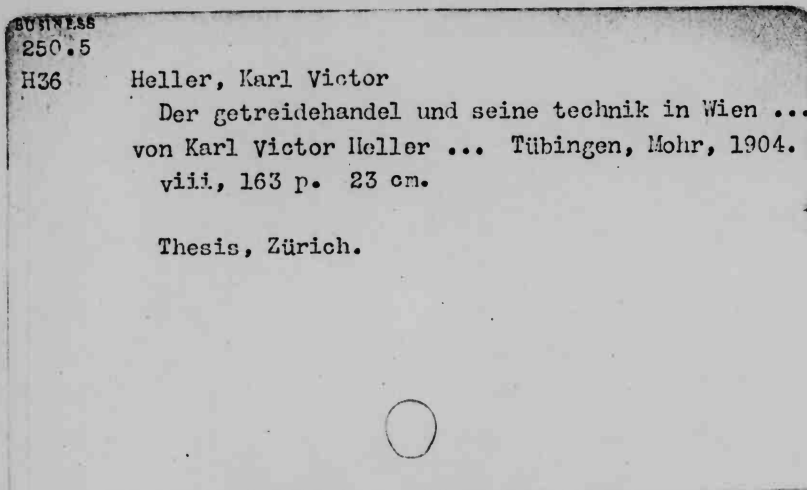 BUSINESS
250.5
H36 Heller, Karl Victor
Der getreidehandel und seine technik in Wien ...
von Karl Victor Heller ... Tübingen, Mohr, 1904.
viii, 163 p. 23 cm.
Thesis, Zürich.